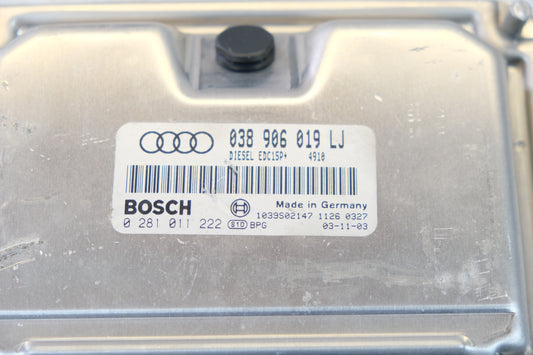 038 906 019 LJ
DIESEL EDC15P+ 4910
BOSCH Made in Germany
1039S02147 1126 0327
0 281 011 222 S10 BPG 03-11-03